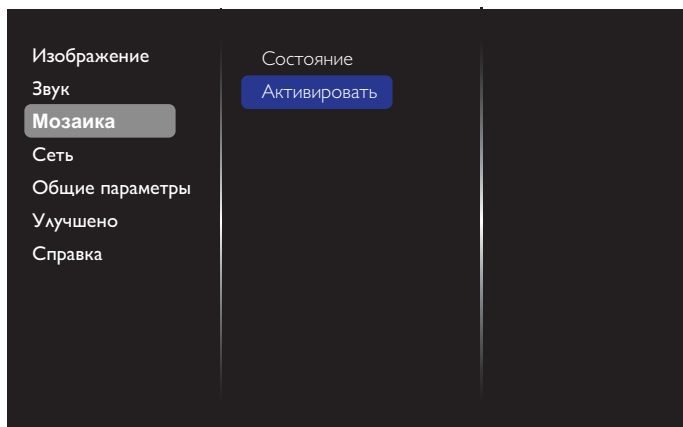 Изображение
Звук
Мозаика
Сеть
Общие параметры
Улучшено
Справка
Состояние
Активировать